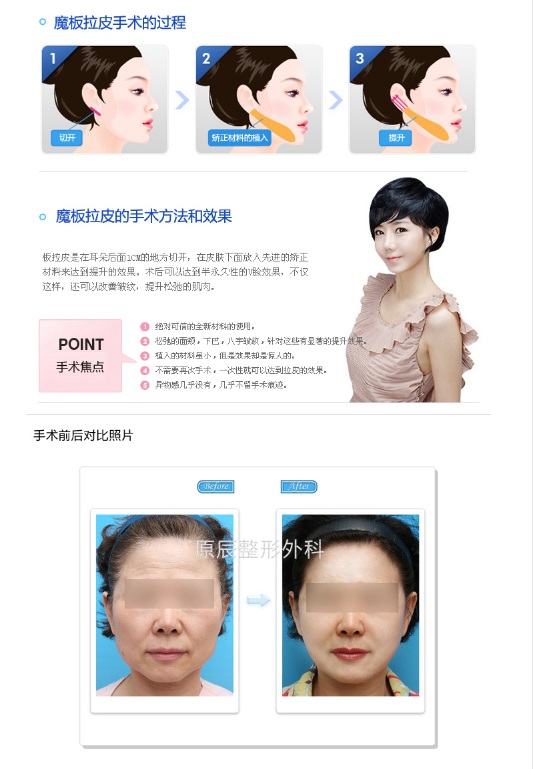 魔板拉皮手术的过程
1
2
3
切开
矫正材料的植入
提升
魔板拉皮的手术方法和效果
板拉皮是在耳朵后面1CM的地方切开，在皮肤下面放入先进的矫正
材料来达到提升的效果。术后可以达到半永久性的V脸效果，不仅
这样，还可以改善皱纹，提升松弛的肌肉。
POINT
手术焦点
1 绝对可信的全新材料的使用。
2 松弛的面颊，下巴，八字皱纹，针对这些有显著的提升效果。
3 植入的材料虽小，但是效果却是惊人的。
4 不需要再次手术，一次性就可以达到拉皮的效果。
5 异物感几乎没有，几乎不留手术痕迹。
手术前后对比照片
Before
After
原辰整形外科